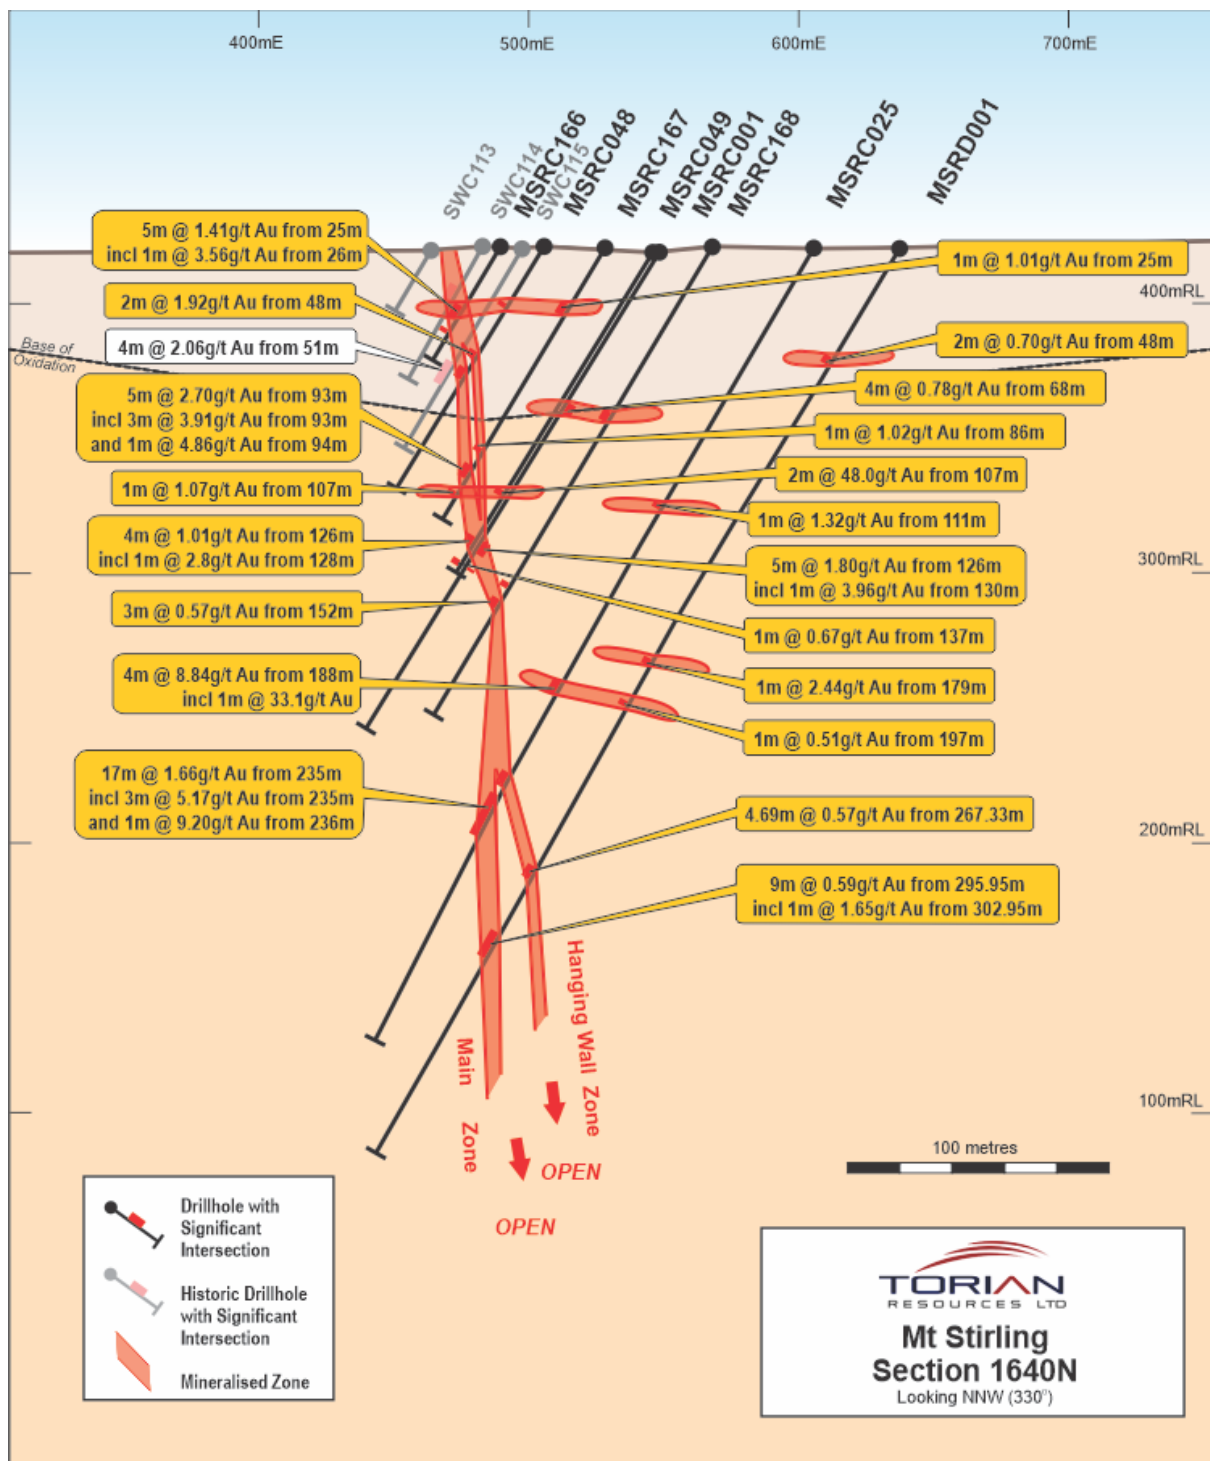 400mE
500mE
600mE
700mE
SWC113
SWC114
MSRC166
SWC115
MSRC048
MSRC167
MSRC049
MSRC001
MSRC168
MSRC025
MSRD001
5m @ 1.41g/t Au from 25m
incl 1m @ 3.56g/t Au from 26m
2m @ 1.92g/t Au from 48m
4m @ 2.06g/t Au from 51m
Base of
Oxidation
5m @ 2.70g/t Au from 93m
incl 3m @ 3.91g/t Au from 93m
and 1m @ 4.86g/t Au from 94m
1m @ 1.07g/t Au from 107m
4m @ 1.01g/t Au from 126m
incl 1m @ 2.8g/t Au from 128m
3m @ 0.57g/t Au from 152m
4m @ 8.84g/t Au from 188m
incl 1m @ 33.1g/t Au
17m @ 1.66g/t Au from 235m
incl 3m @ 5.17g/t Au from 235m
and 1m @ 9.20g/t Au from 236m
1m @ 1.01g/t Au from 25m
400mRL
2m @ 0.70g/t Au from 48m
4m @ 0.78g/t Au from 68m
1m @ 1.02g/t Au from 86m
2m @ 48.0g/t Au from 107m
1m @ 1.32g/t Au from 111m
300mRL
5m @ 1.80g/t Au from 126m
incl 1m @ 3.96g/t Au from 130m
1m @ 0.67g/t Au from 137m
1m @ 2.44g/t Au from 179m
1m @ 0.51g/t Au from 197m
4.69m @ 0.57g/t Au from 267.33m
200mRL
9m @ 0.59g/t Au from 295.95m
incl 1m @ 1.65g/t Au from 302.95m
Hanging Wall Zone
Main Zone
100mRL
OPEN
OPEN
100 metres
Drillhole with
Significant
Intersection
Historic Drillhole
with Significant
Intersection
Mineralised Zone
TORIAN
RESOURCES LTD
Mt Stirling
Section 1640N
Looking NNW (330°)